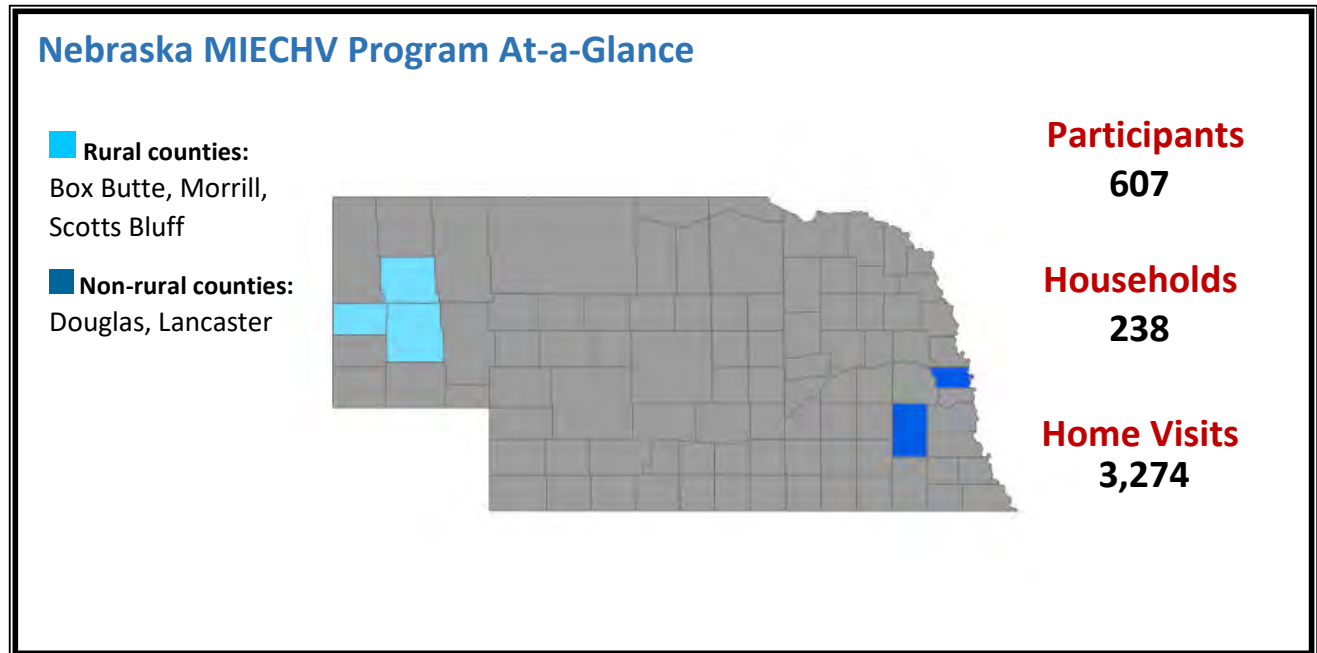 Nebraska MIECHV Program At-a-Glance
Rural counties:
Box Butte, Morrill,
Scotts Bluff
Non-rural counties:
Douglas, Lancaster
Participants
607
Households
238
Home Visits
3,274